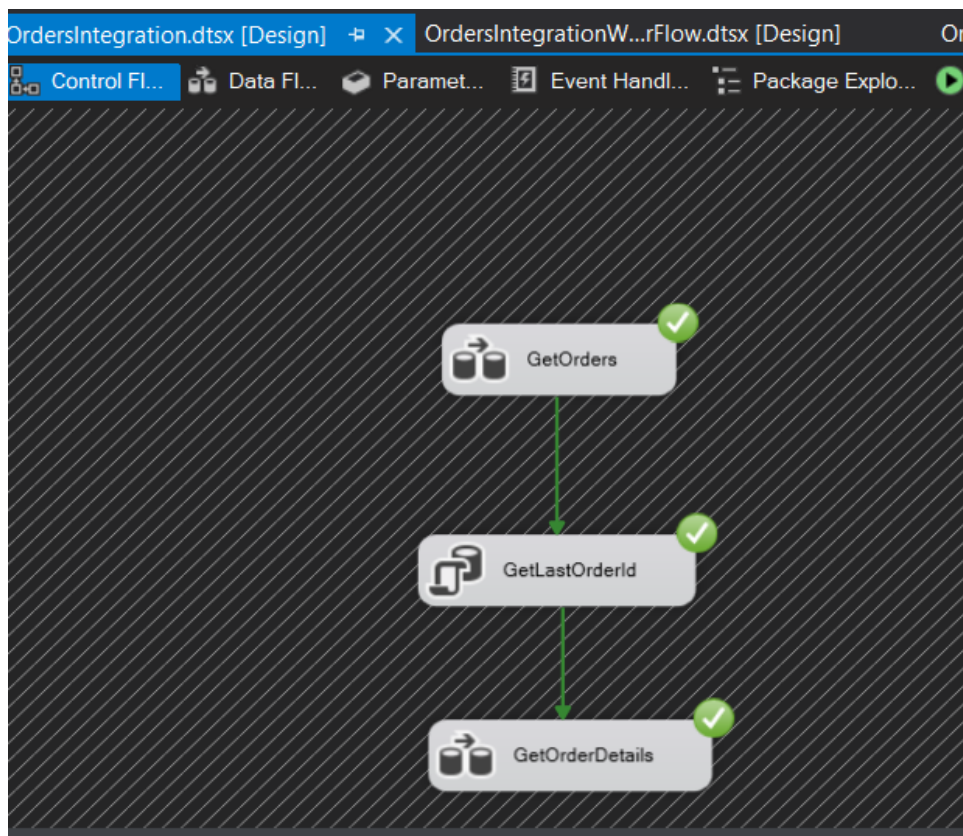 OrdersIntegration.dtsx [Design] OrdersIntegrationW...rFlow.dtsx [Design] Or
Control Fl... Data Fl... Paramet... Event Handl... Package Explo...
GetOrders
GetLastOrderId
GetOrderDetails